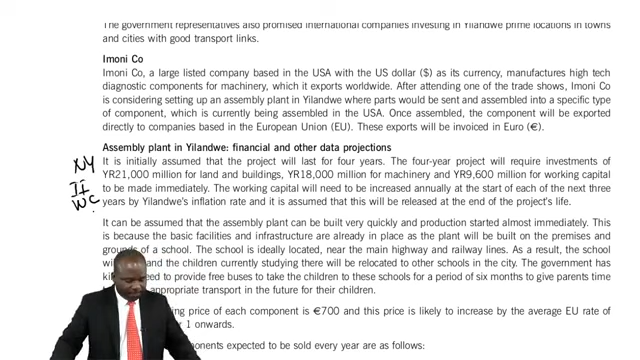 The government representatives also promised international companies investing in Yilandwe prime locations in towns
and cities with good transport links.
Imoni Co
Imoni Co, a large listed company based in the USA with the US dollar ($) as its currency, manufactures high tech
diagnostic components for machinery, which it exports worldwide. After attending one of the trade shows, Imoni Co
is considering setting up an assembly plant in Yilandwe where parts would be sent and assembled into a specific type
of component, which is currently being assembled in the USA. Once assembled, the component will be exported
directly to companies based in the European Union (EU). These exports will be invoiced in Euro (€).
Assembly plant in Yilandwe: financial and other data projections
It is initially assumed that the project will last for four years. The four-year project will require investments of
YR21,000 million for land and buildings, YR18,000 million for machinery and YR9,600 million for working capital
to be made immediately. The working capital will need to be increased annually at the start of each of the next three
WC
years by Yilandwe's inflation rate and it is assumed that this will be released at the end of the project's life.
It can be assumed that the assembly plant can be built very quickly and production started almost immediately. This
is because the basic facilities and infrastructure are already in place as the plant will be built on the premises and
grounds of a school. The school is ideally located, near the main highway and railway lines. As a result, the school
will and the children currently studying there will be relocated to other schools in the city. The government has
need to provide free buses to take the children to these schools for a period of six months to give parents time
appropriate transport in the future for their children.
price of each component is €700 and this price is likely to increase by the average EU rate of
1 onwards.
expected to be sold every year are as follows: